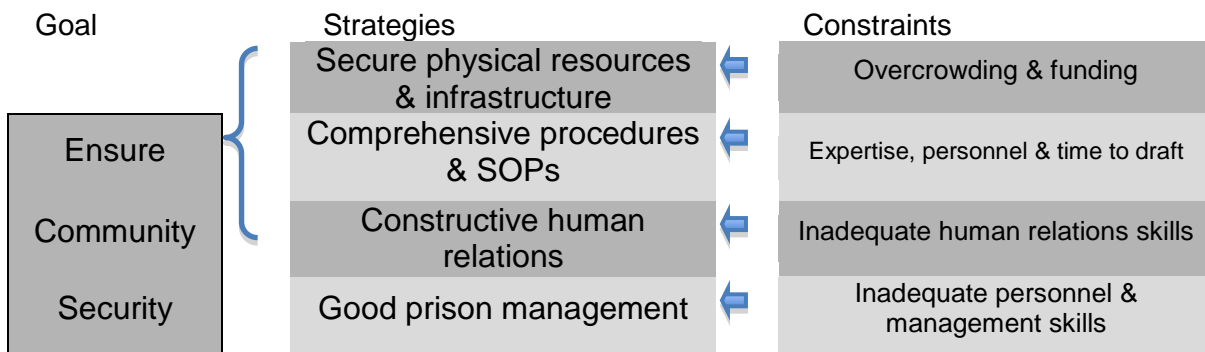 Goal
Strategies
Constraints
Secure physical resources
& infrastructure
Overcrowding & funding
Ensure
Comprehensive procedures
& SOPs
Expertise, personnel & time to draft
Community
Constructive human
relations
Inadequate human relations skills
Security
Good prison management
Inadequate personnel &
management skills